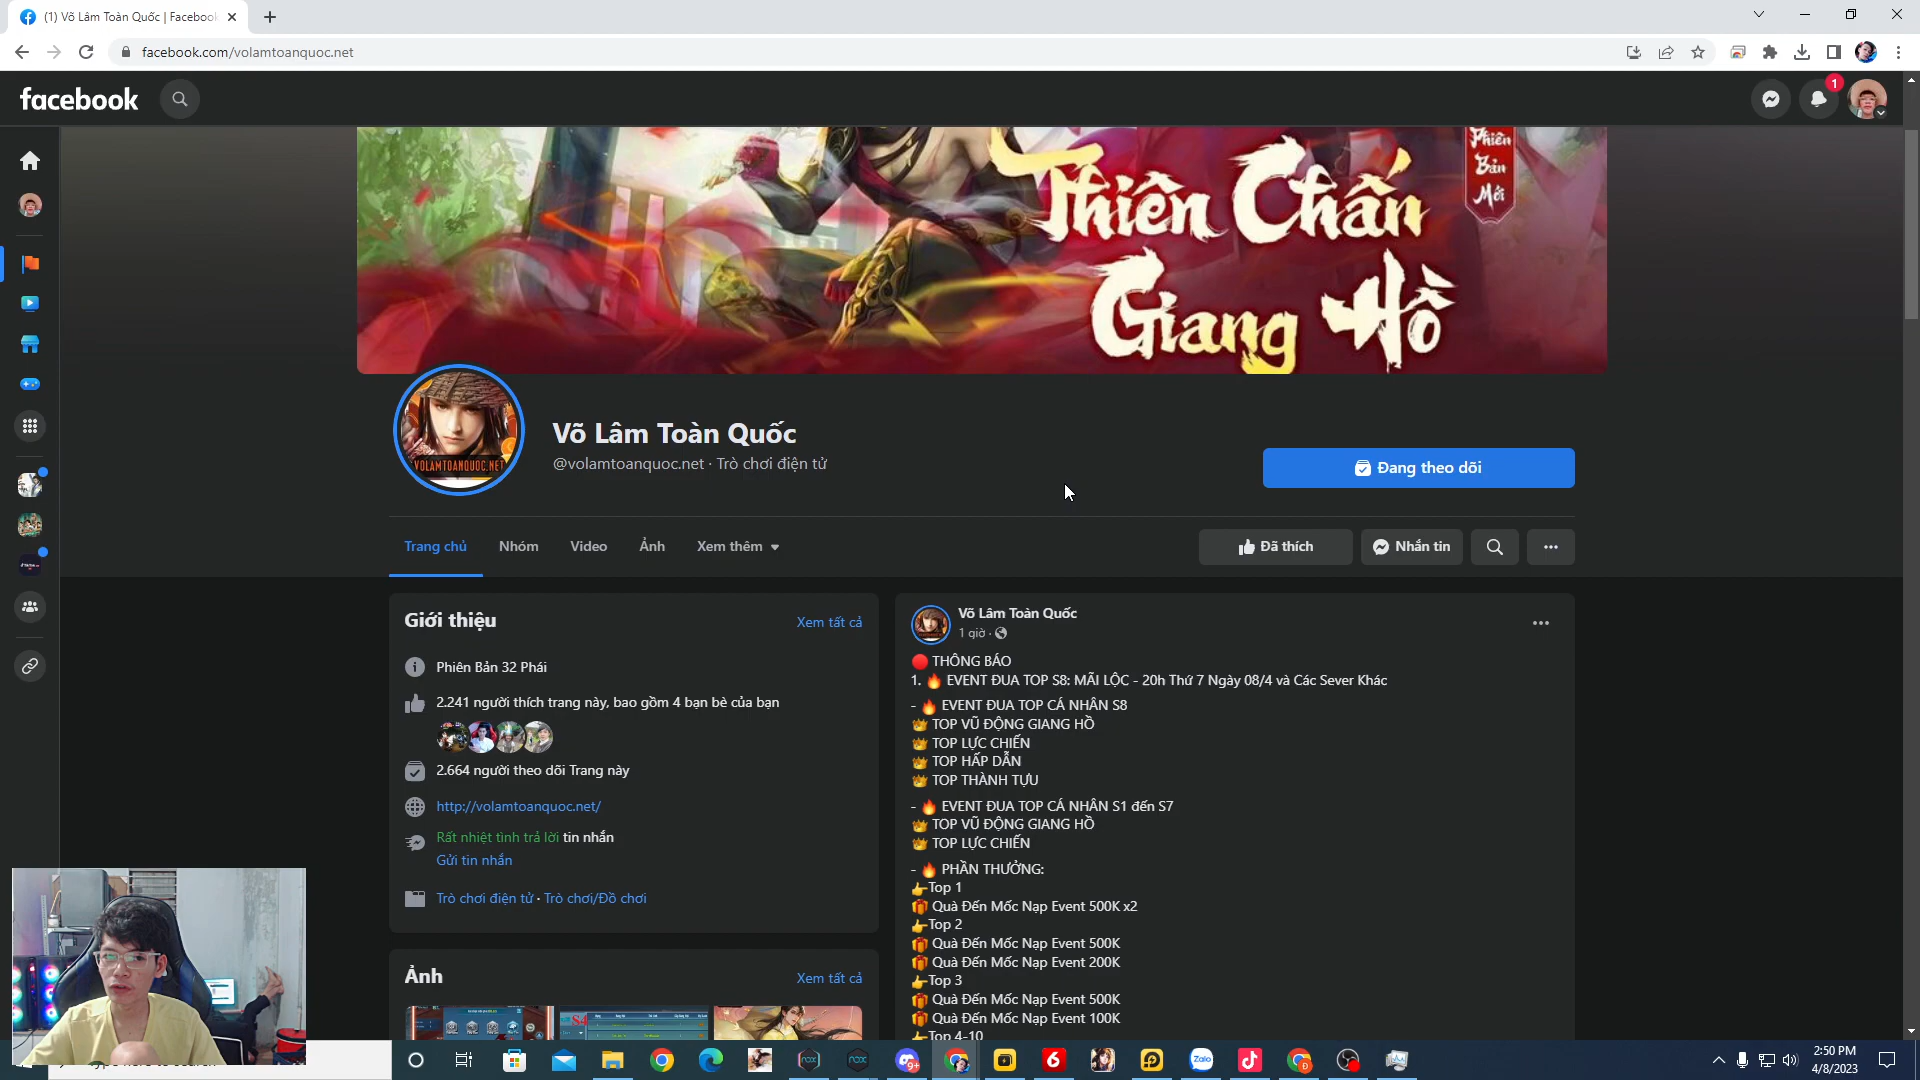 (1) Võ Lâm Toàn Quốc | Facebook
facebook.com/volamtoanquoc.net
facebook
1
Phiên
Bản
Mới
Thiên Chấn
Giang Hồ
VOLAMTOANQUOC.NET
Võ Lâm Toàn Quốc
@volamtoanquoc.net · Trò chơi điện tử
Đang theo dõi
Trang chủ
Nhóm
Video
Ảnh
Xem thêm
Đã thích
Nhắn tin
Giới thiệu
Xem tất cả
Phiên Bản 32 Phái
2.241 người thích trang này, bao gồm 4 bạn bè của bạn
2.664 người theo dõi Trang này
http://volamtoanquoc.net/
Rất nhiệt tình trả lời tin nhắn
Gửi tin nhắn
Trò chơi điện tử · Trò chơi/Đồ chơi
Ảnh
Xem tất cả
Võ Lâm Toàn Quốc
1 giờ ·
🔴 THÔNG BÁO
1. 🔥 EVENT ĐUA TOP S8: MÃI LỘC - 20h Thứ 7 Ngày 08/4 và Các Sever Khác
- 🔥 EVENT ĐUA TOP CÁ NHÂN S8
👑 TOP VŨ ĐỘNG GIANG HỒ
👑 TOP LỰC CHIẾN
👑 TOP HẤP DẪN
👑 TOP THÀNH TỰU
- 🔥 EVENT ĐUA TOP CÁ NHÂN S1 đến S7
👑 TOP VŨ ĐỘNG GIANG HỒ
👑 TOP LỰC CHIẾN
- 🔥 PHẦN THƯỞNG:
👉Top 1
🎁 Quà Đến Mốc Nạp Event 500K x2
👉Top 2
🎁 Quà Đến Mốc Nạp Event 500K
🎁 Quà Đến Mốc Nạp Event 200K
👉Top 3
🎁 Quà Đến Mốc Nạp Event 500K
🎁 Quà Đến Mốc Nạp Event 100K
👉Top 4-10
2:50 PM
4/8/2023